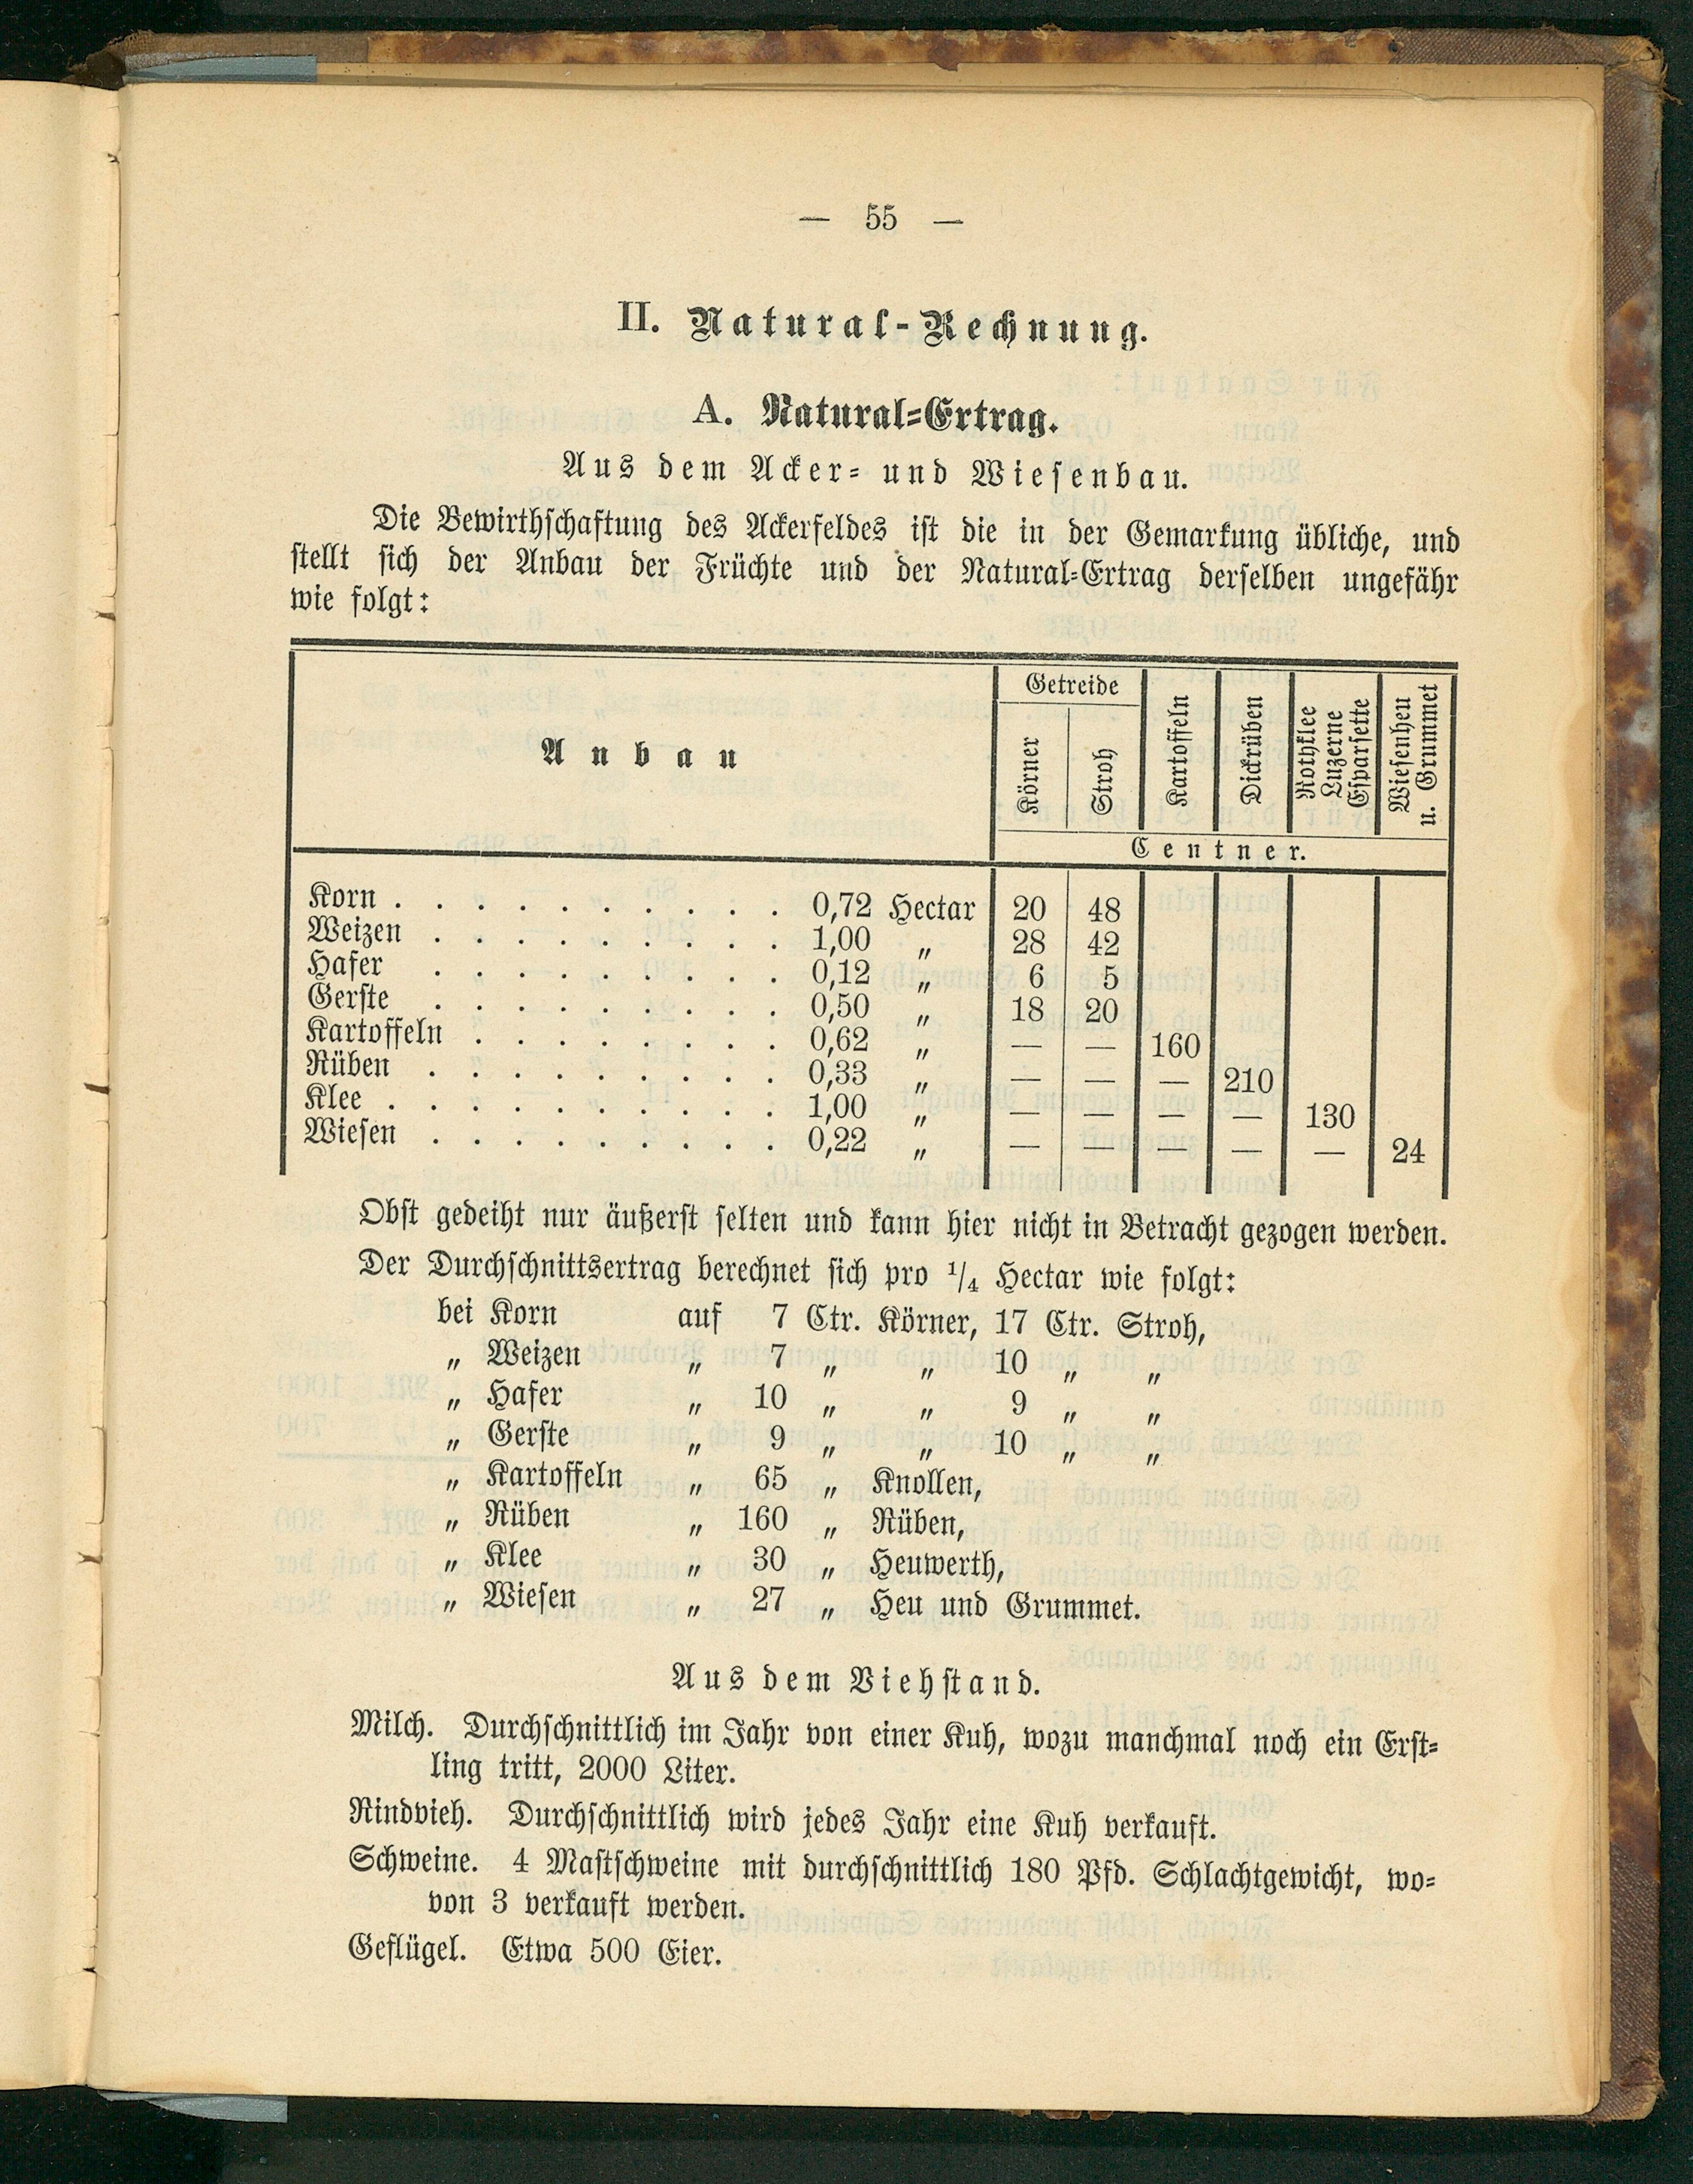 — 55 —
II. Natural-Rechnung.
A. Natural-Ertrag.
Aus dem Acker- und Wiesenbau.
Die Bewirthschaftung des Ackerfeldes ist die in der Gemarkung übliche, und
stellt sich der Anbau der Früchte und der Natural-Ertrag derselben ungefähr
wie folgt:
Anbau
Getreide
Körner
Stroh
Kartoffeln
Dickrüben
Rothklee
Luzerne
Esparsette
Wiesenheu
u. Grummet
Centner.
Korn . . . . . . . . . . 0,72 Hectar 20 48
Weizen . . . . . . . . . 1,00 „ 28 42
Hafer . . . . . . . . . 0,12 „ 6 5
Gerste . . . . . . . . . 0,50 „ 18 20
Kartoffeln . . . . . . . . 0,62 „ — — 160
Rüben . . . . . . . . . 0,33 „ — — — 210
Klee . . . . . . . . . . 1,00 „ — — — — 130
Wiesen . . . . . . . . . 0,22 „ — — — — — 24
Obst gedeiht nur äußerst selten und kann hier nicht in Betracht gezogen werden.
Der Durchschnittsertrag berechnet sich pro 1/4 Hectar wie folgt:
bei Korn auf 7 Ctr. Körner, 17 Ctr. Stroh,
„ Weizen „ 7 „ „ 10 „ „
„ Hafer „ 10 „ „ 9 „ „
„ Gerste „ 9 „ „ 10 „ „
„ Kartoffeln „ 65 „ Knollen,
„ Rüben „ 160 „ Rüben,
„ Klee „ 30 „ Heuwerth,
„ Wiesen „ 27 „ Heu und Grummet.
Aus dem Viehstand.
Milch. Durchschnittlich im Jahr von einer Kuh, wozu manchmal noch ein Erst-
ling tritt, 2000 Liter.
Rindvieh. Durchschnittlich wird jedes Jahr eine Kuh verkauft.
Schweine. 4 Mastschweine mit durchschnittlich 180 Pfd. Schlachtgewicht, wo-
von 3 verkauft werden.
Geflügel. Etwa 500 Eier.